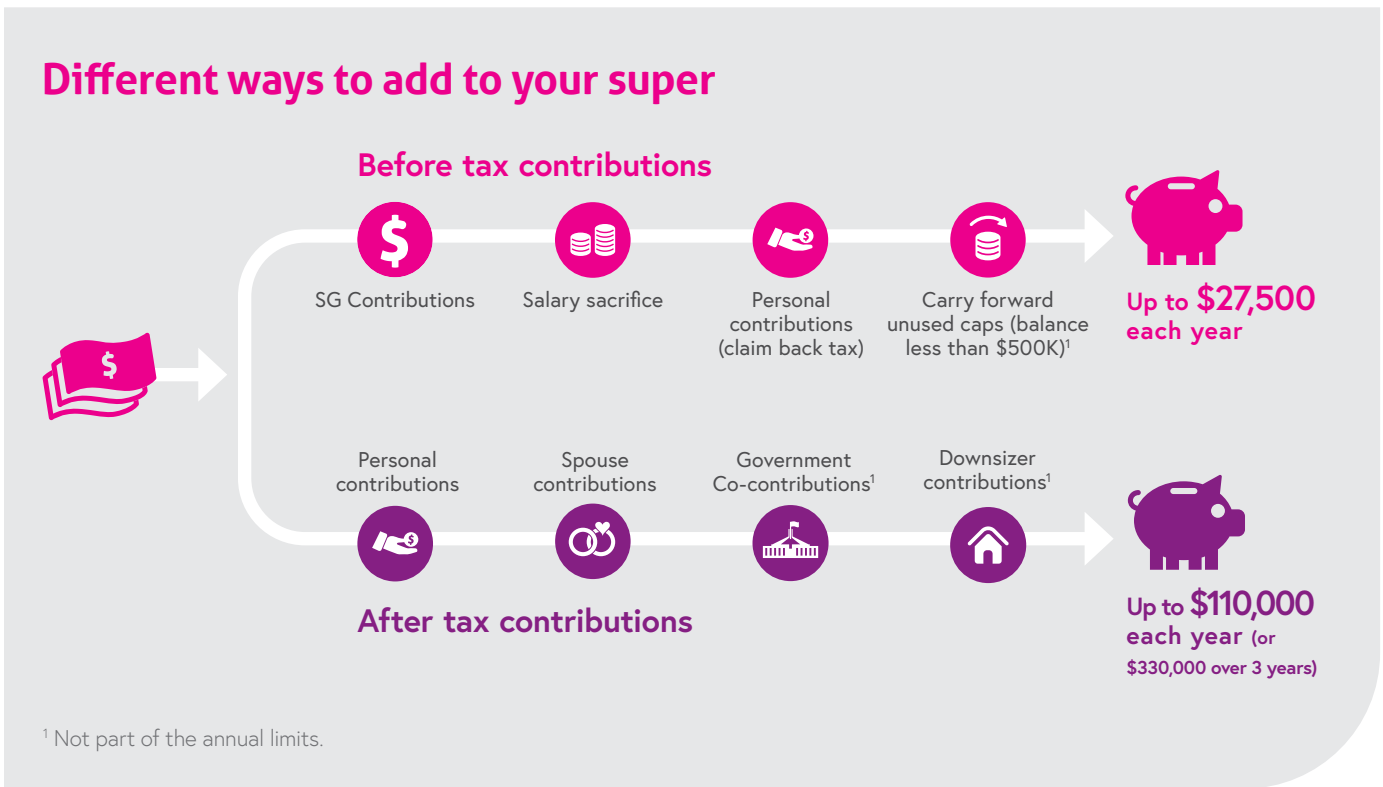 Different ways to add to your super
Before tax contributions
$
SG Contributions
Salary sacrifice
$
Personal
contributions
(claim back tax)
Carry forward
unused caps (balance
less than $500K)¹
Up to $27,500
each year
$
Personal
contributions
$
Spouse
contributions
Government
Co-contributions¹
Downsizer
contributions¹
After tax contributions
Up to $110,000
each year (or
$330,000 over 3 years)
¹ Not part of the annual limits.